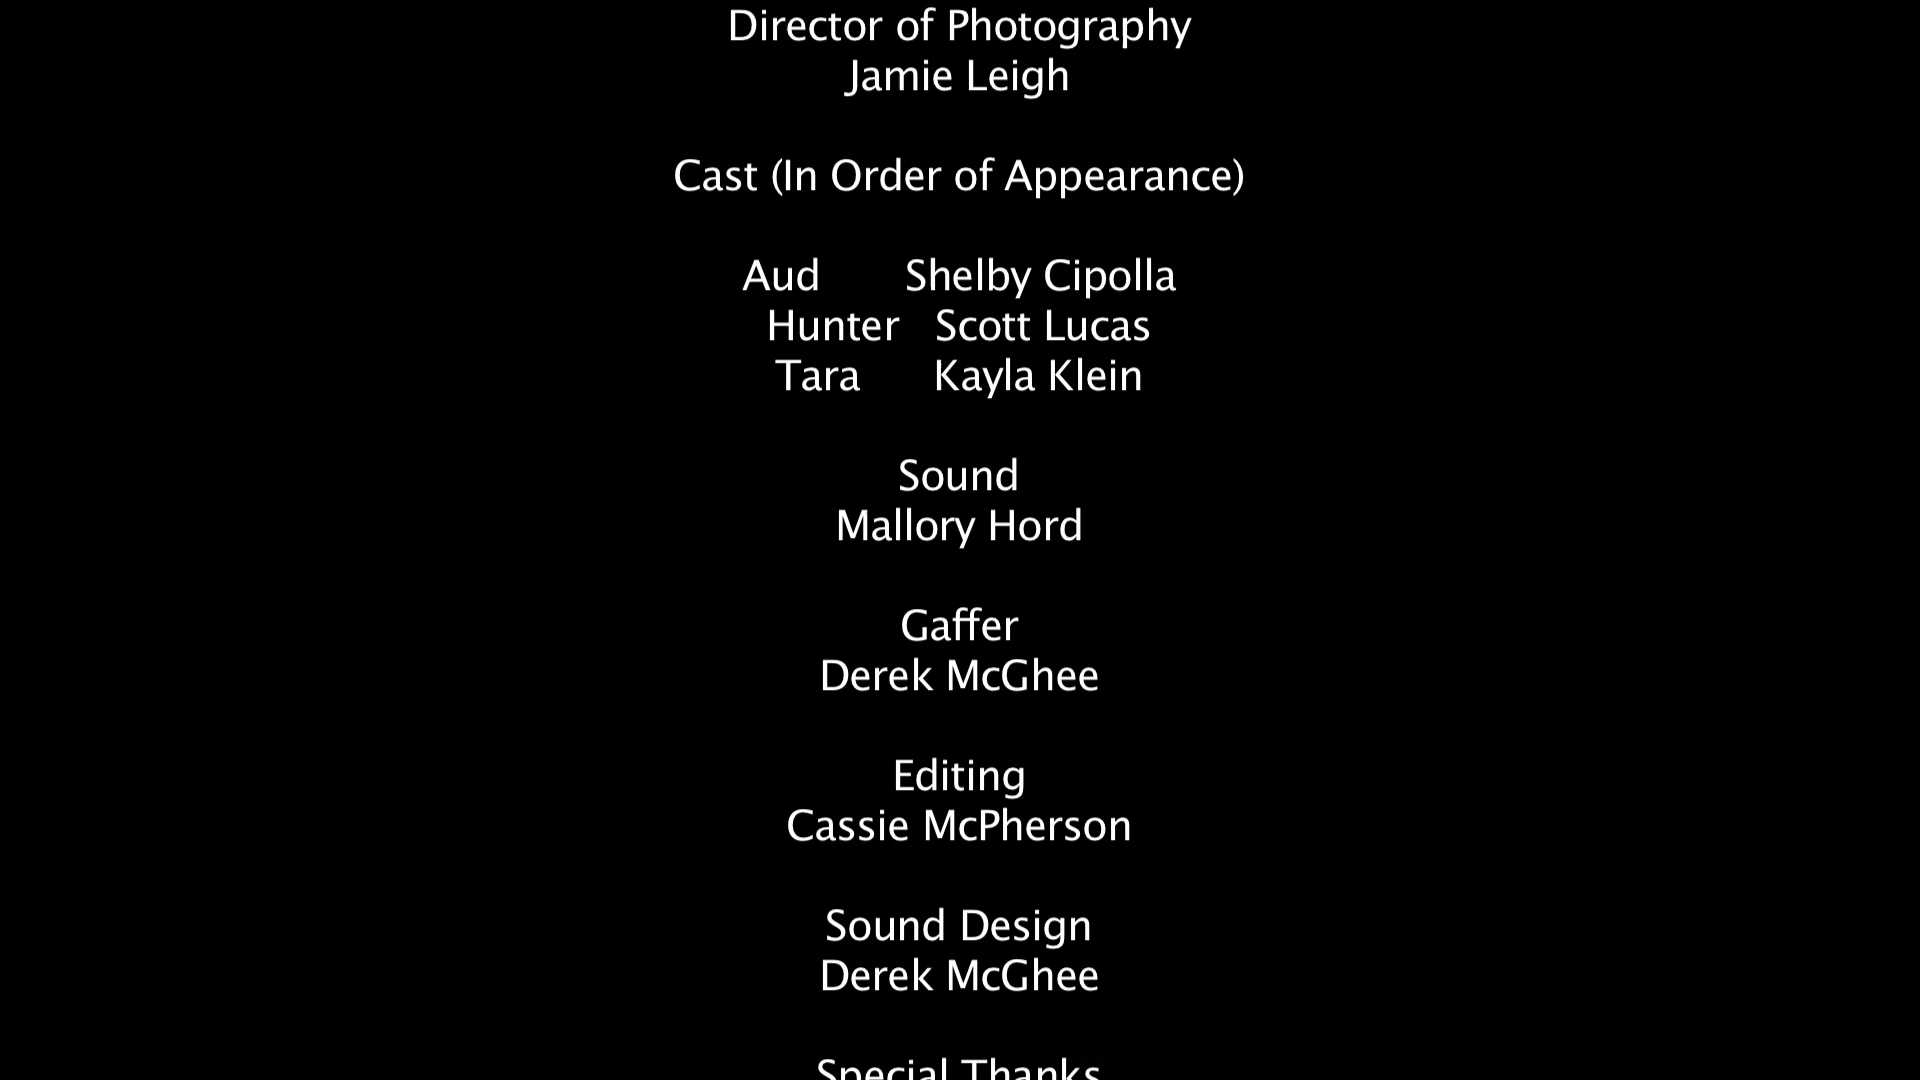 Director of Photography
Jamie Leigh
Cast (In Order of Appearance)
Aud Shelby Cipolla
Hunter Scott Lucas
Tara Kayla Klein
Sound
Mallory Hord
Gaffer
Derek McGhee
Editing
Cassie McPherson
Sound Design
Derek McGhee
Special Thanks